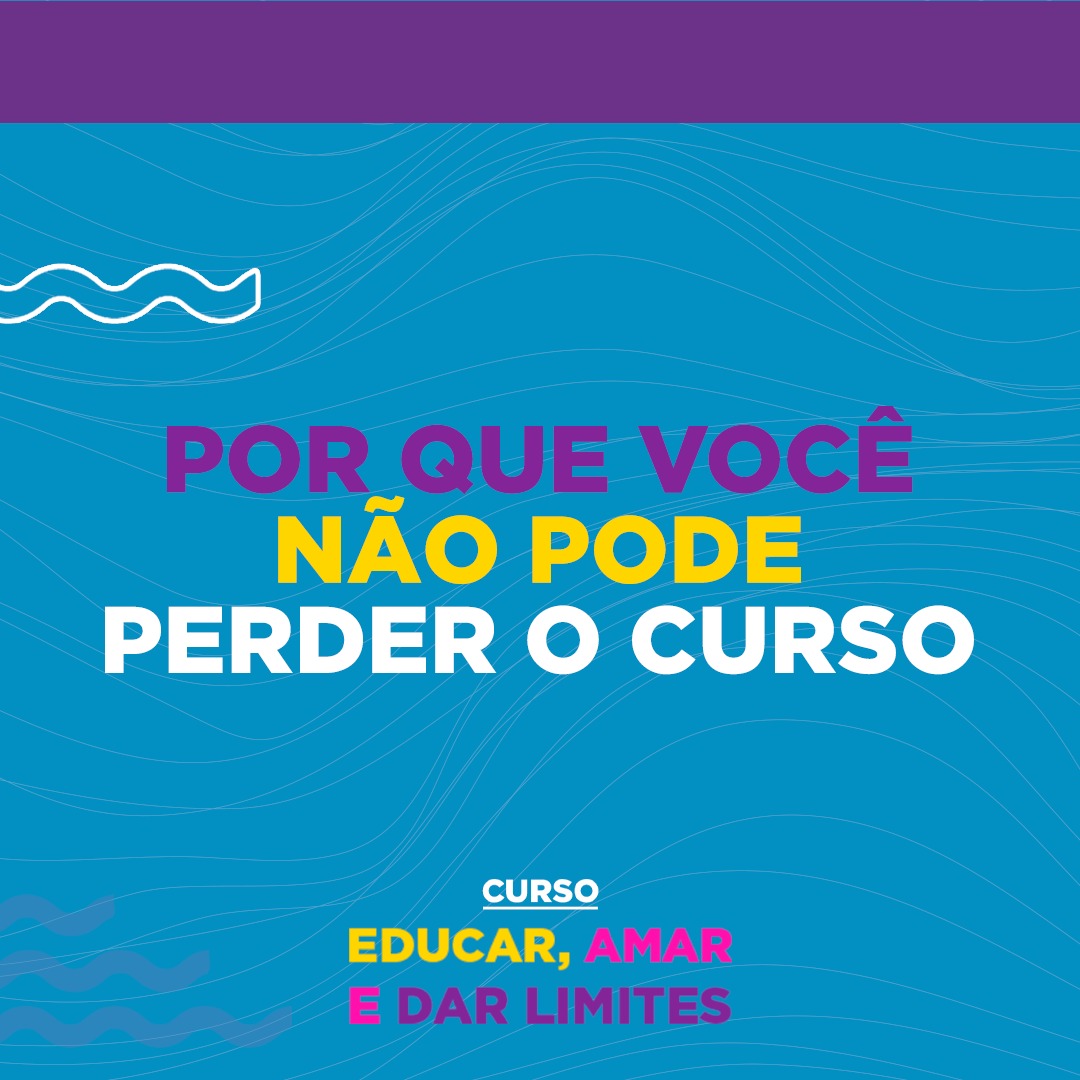 POR QUE VOCÊ
NÃO PODE
PERDER O CURSO
CURSO
EDUCAR, AMAR
E DAR LIMITES